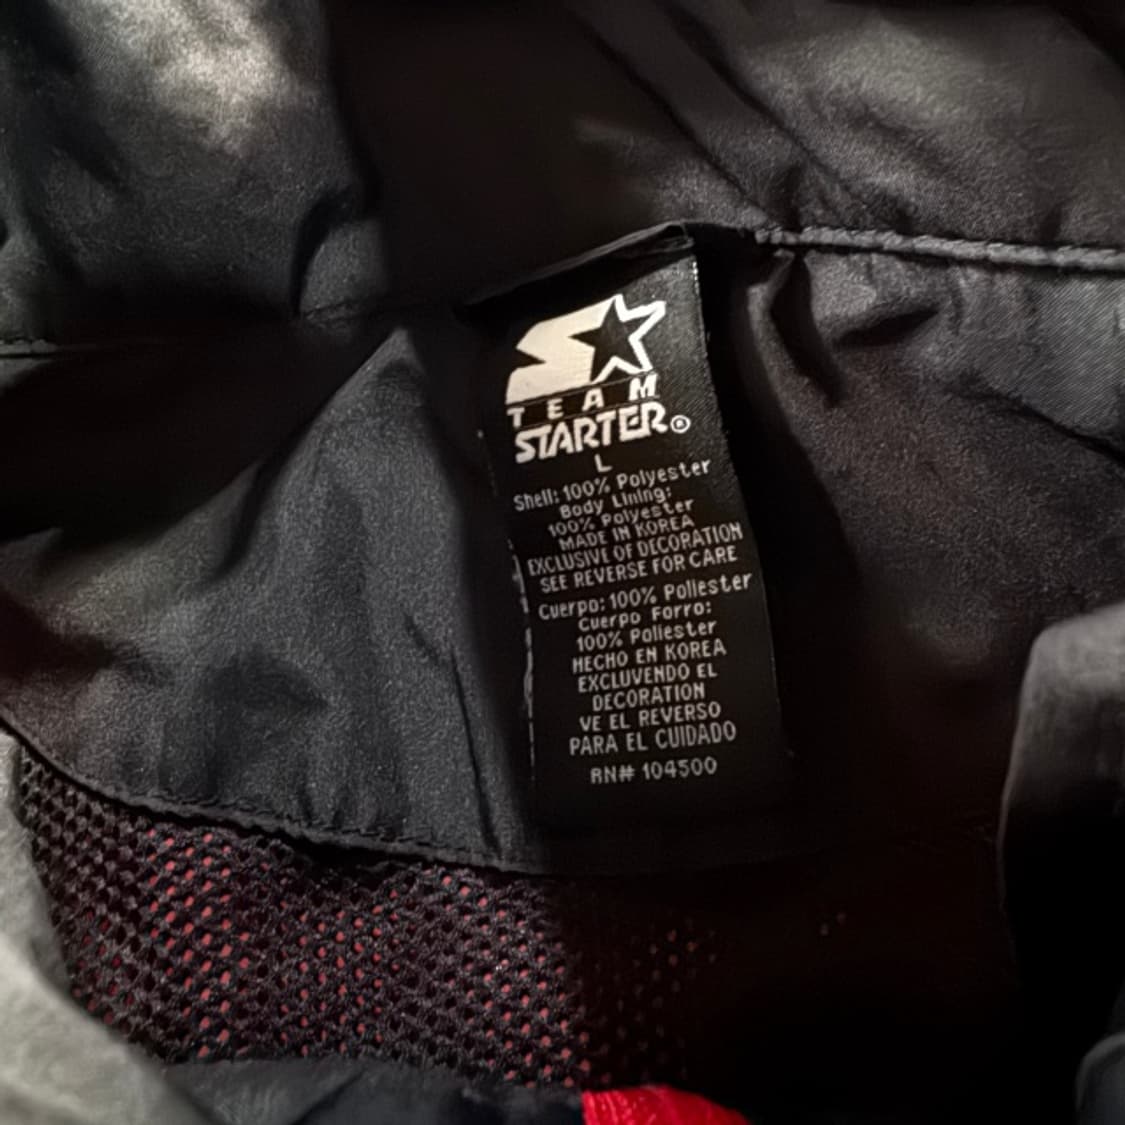 TEAM
STARTER®
L
Shell: 100% Polyester
Body Lining:
100% Polyester
MADE IN KOREA
EXCLUSIVE OF DECORATION
SEE REVERSE FOR CARE
Cuerpo: 100% Poliester
Cuerpo Forro:
100% Poliester
HECHO EN KOREA
EXCLUVENDO EL
DECORATION
VE EL REVERSO
PARA EL CUIDADO
RN# 104500